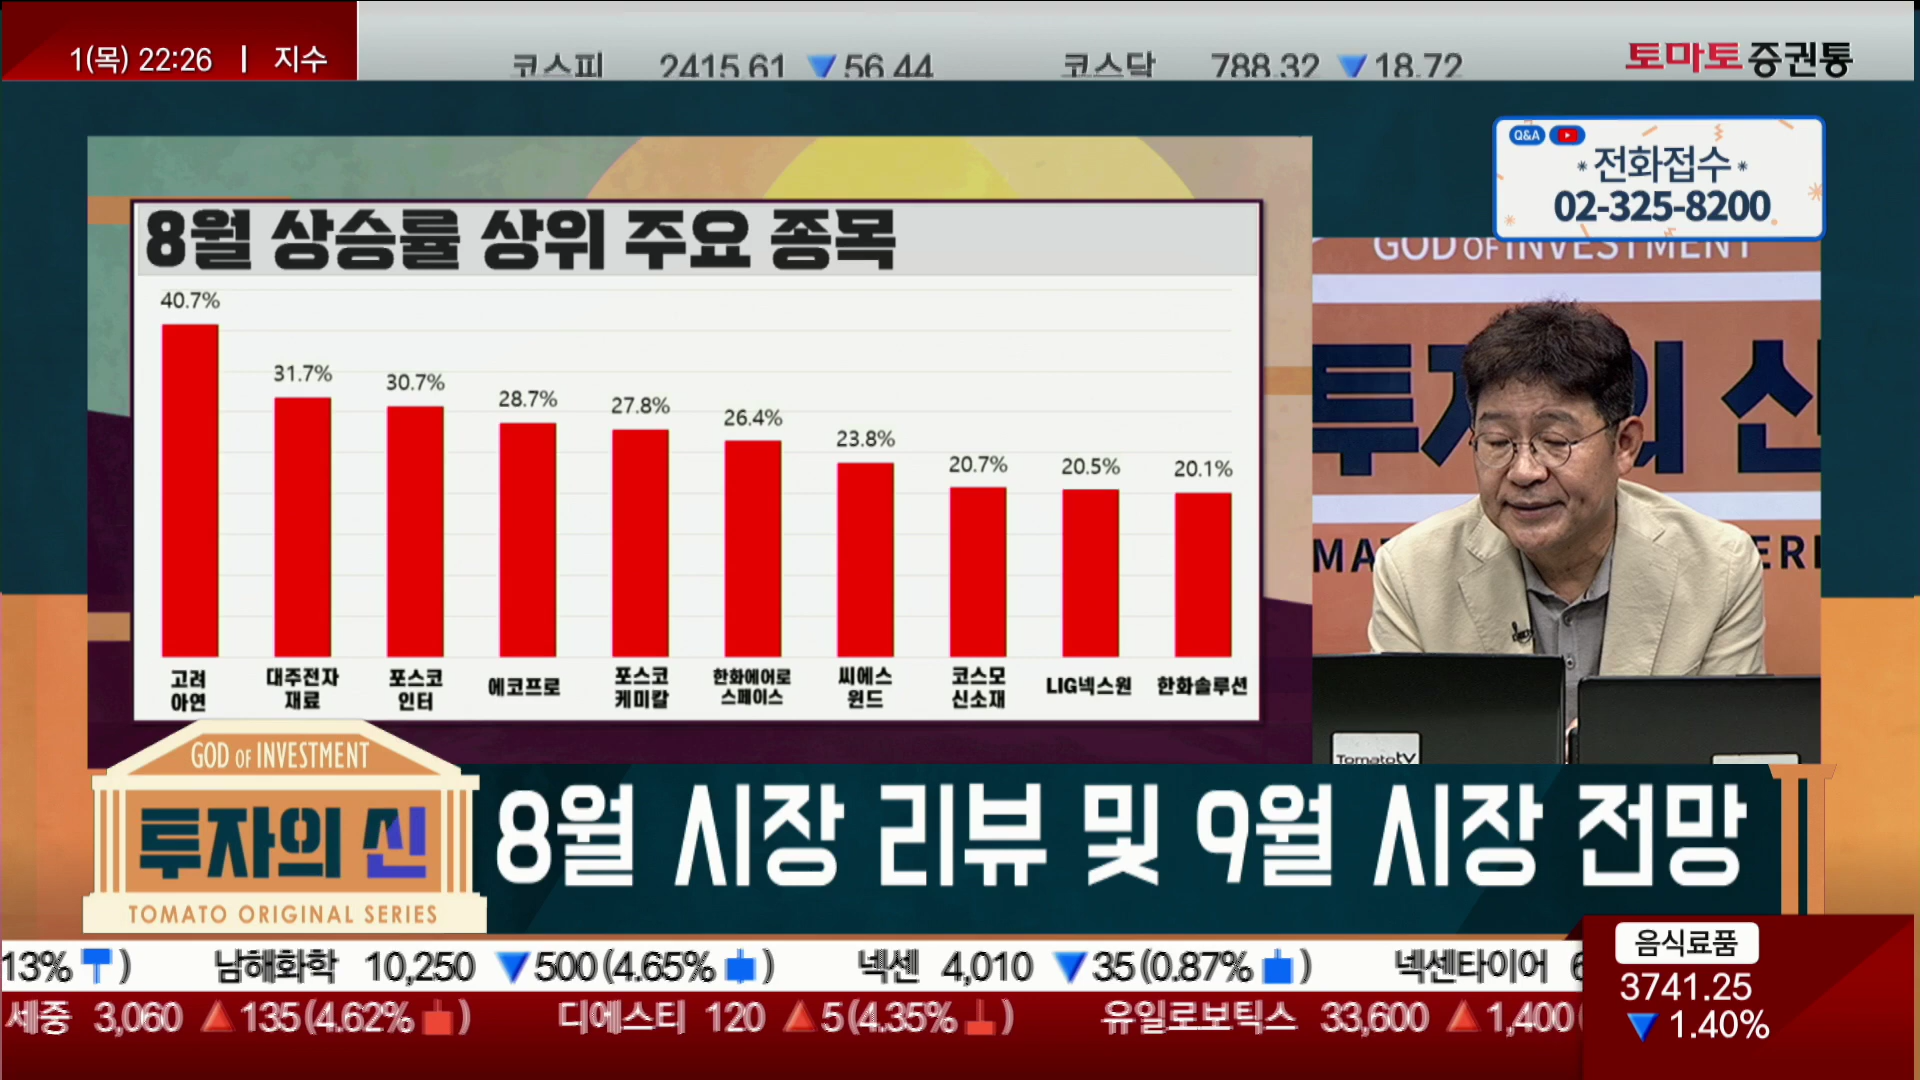 1(목) 22:26 | 지수
코스피 2415.61 ▼56.44 코스닥 788.32 ▼18.72
토마토증권통
Q&A
전화접수
02-325-8200
8월 상승률 상위 주요 종목
40.7%
31.7%
30.7%
28.7%
27.8%
26.4%
23.8%
20.7%
20.5%
20.1%
고려
아연
대주전자
재료
포스코
인터
에코프로
포스코
케미칼
한화에어로
스페이스
씨에스
윈드
코스모
신소재
LIG넥스원
한화솔루션
GOD OF INVESTMENT
투자의 신
TomatoTV
GOD OF INVESTMENT
투자의 신
TOMATO ORIGINAL SERIES
8월 시장 리뷰 및 9월 시장 전망
13% ) 남해화학 10,250 ▼500(4.65% ) 넥센 4,010 ▼35(0.87% ) 넥센타이어
세중 3,060 ▲135(4.62% ) 디에스티 120 ▲5(4.35% ) 유일로보틱스 33,600 ▲1,400
음식료품
3741.25
▼ 1.40%